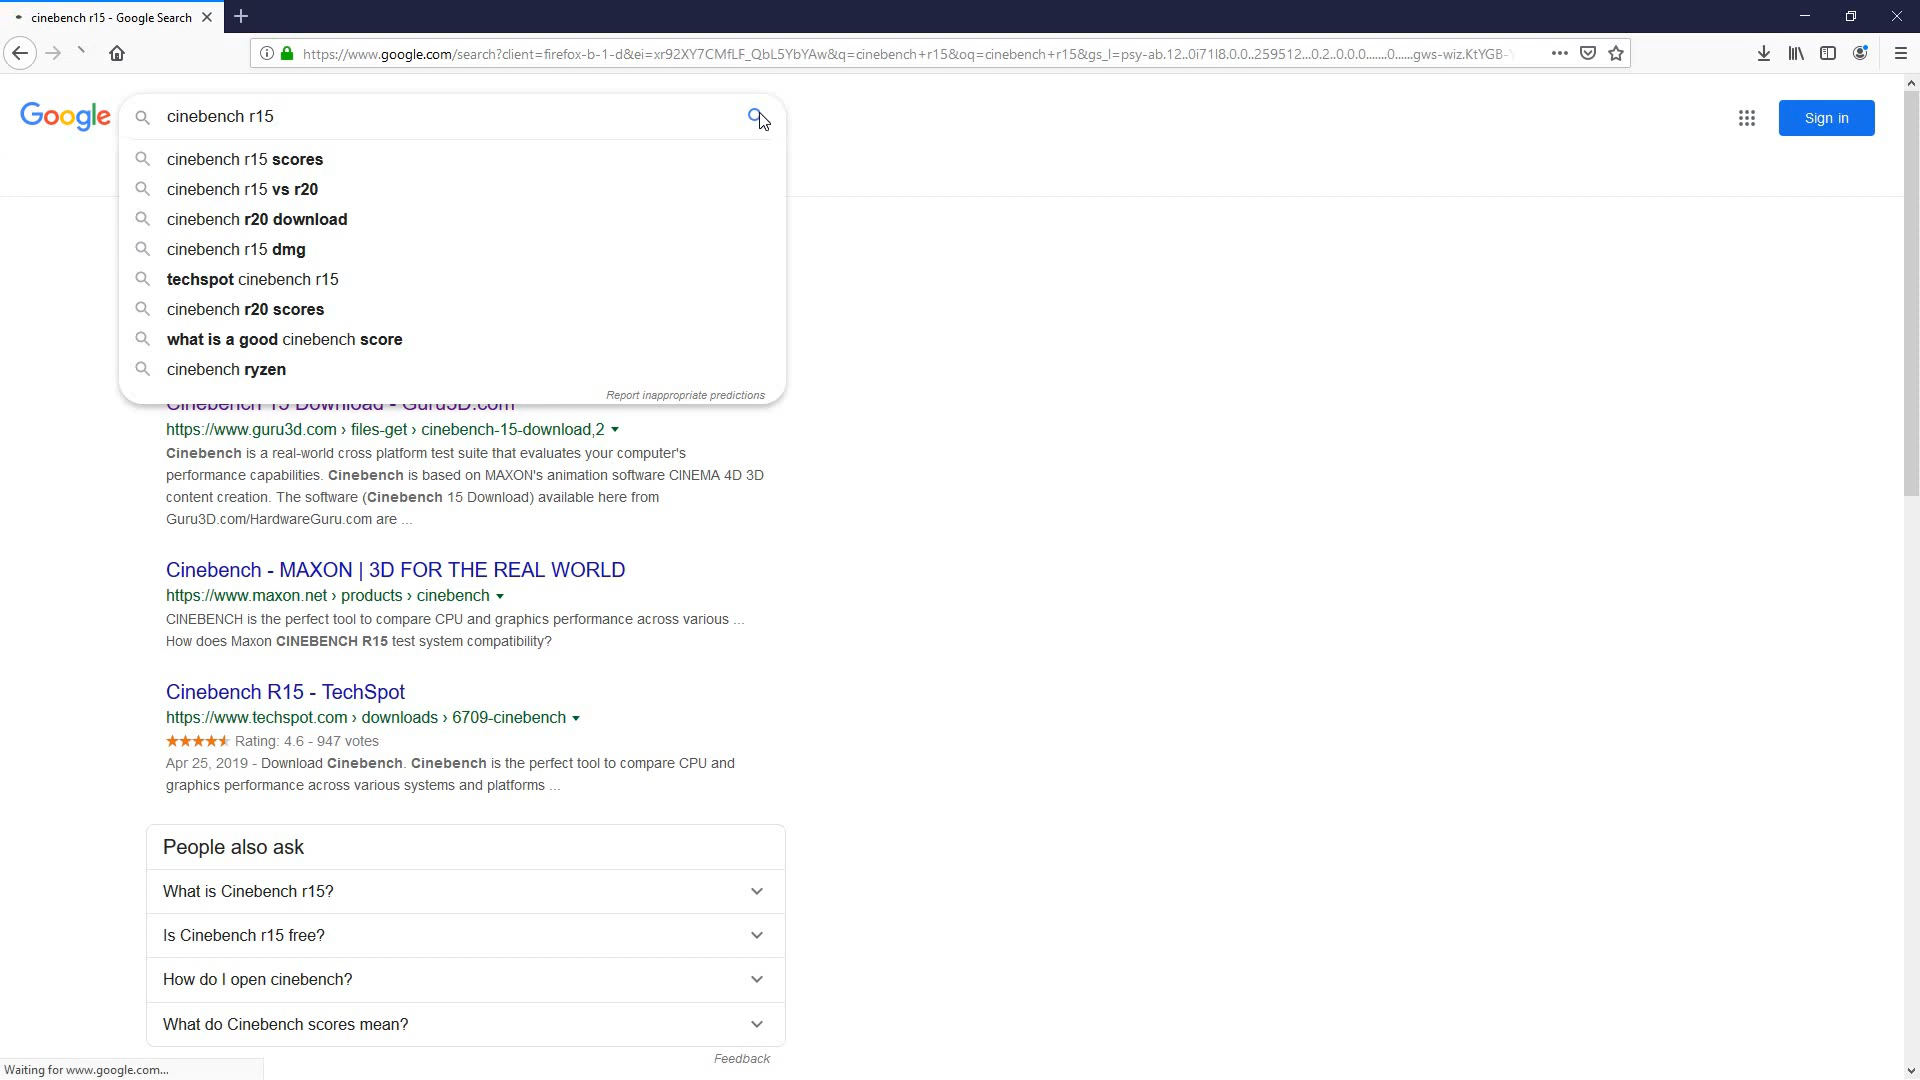 cinebench r15 - Google Search
https://www.google.com/search?client=firefox-b-1-d&ei=xr92XY7CMfLF_QbL5YbYAw&q=cinebench+r15&oq=cinebench+r15&gs_l=psy-ab.12..0i71l8.0.0..259512...0.2..0.0.0.......0......gws-wiz.KtYGB-
Google
cinebench r15
Sign in
cinebench r15 scores
cinebench r15 vs r20
cinebench r20 download
cinebench r15 dmg
techspot cinebench r15
cinebench r20 scores
what is a good cinebench score
cinebench ryzen
Report inappropriate predictions
Cinebench 15 Download - Guru3D.com
https://www.guru3d.com › files-get › cinebench-15-download,2
Cinebench is a real-world cross platform test suite that evaluates your computer's
performance capabilities. Cinebench is based on MAXON's animation software CINEMA 4D 3D
content creation. The software (Cinebench 15 Download) available here from
Guru3D.com/HardwareGuru.com are ...
Cinebench - MAXON | 3D FOR THE REAL WORLD
https://www.maxon.net › products › cinebench
CINEBENCH is the perfect tool to compare CPU and graphics performance across various ...
How does Maxon CINEBENCH R15 test system compatibility?
Cinebench R15 - TechSpot
https://www.techspot.com › downloads › 6709-cinebench
Rating: 4.6 - 947 votes
Apr 25, 2019 - Download Cinebench. Cinebench is the perfect tool to compare CPU and
graphics performance across various systems and platforms ...
People also ask
What is Cinebench r15?
Is Cinebench r15 free?
How do I open cinebench?
What do Cinebench scores mean?
Feedback
Waiting for www.google.com...